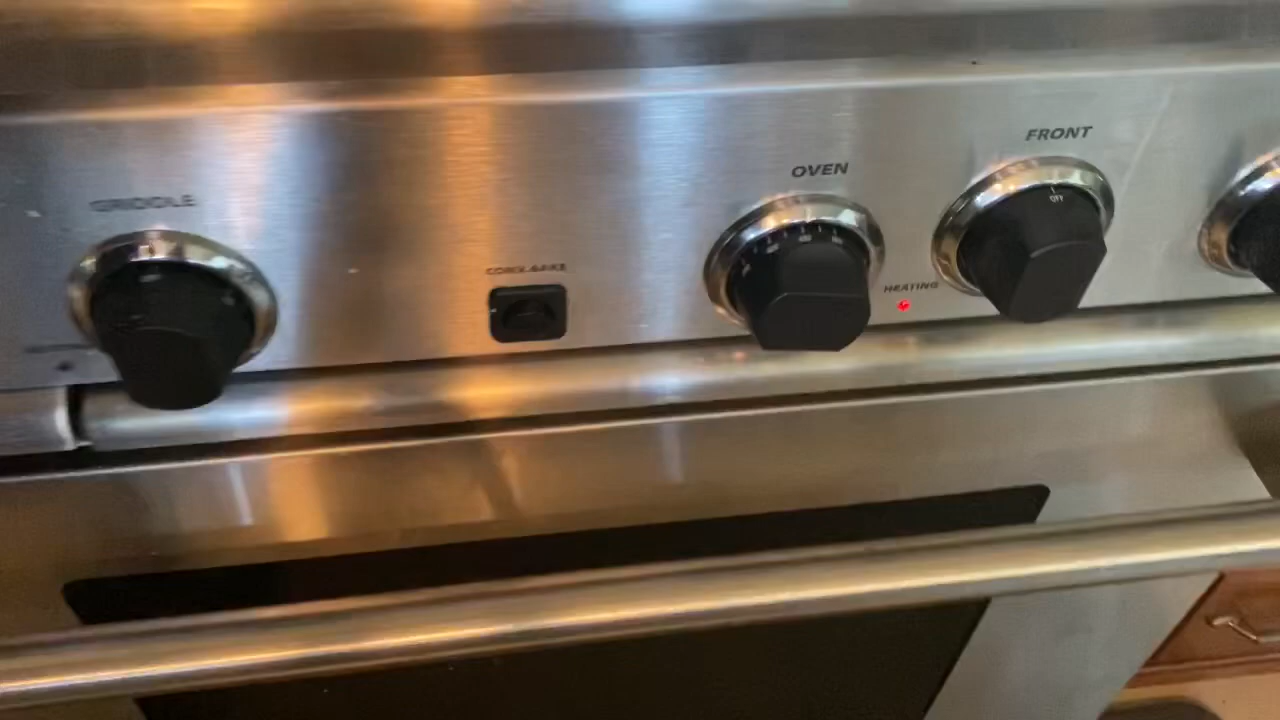 GRIDDLE
CONV.BAKE
OVEN
HEATING
FRONT
OFF